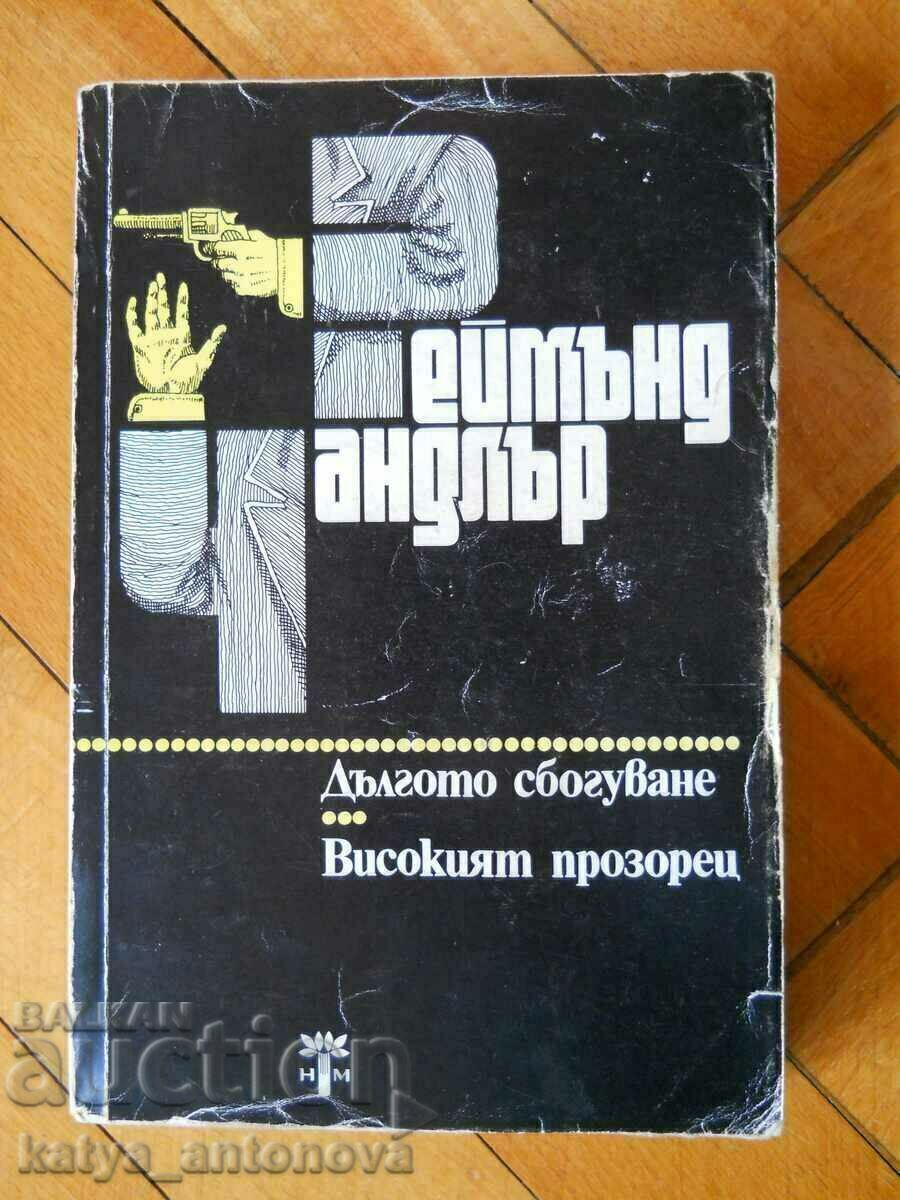 Реймънд
Чандлър
Дългото сбогуване
Високият прозорец
НМ
BALKAN
auction
katya_antonova